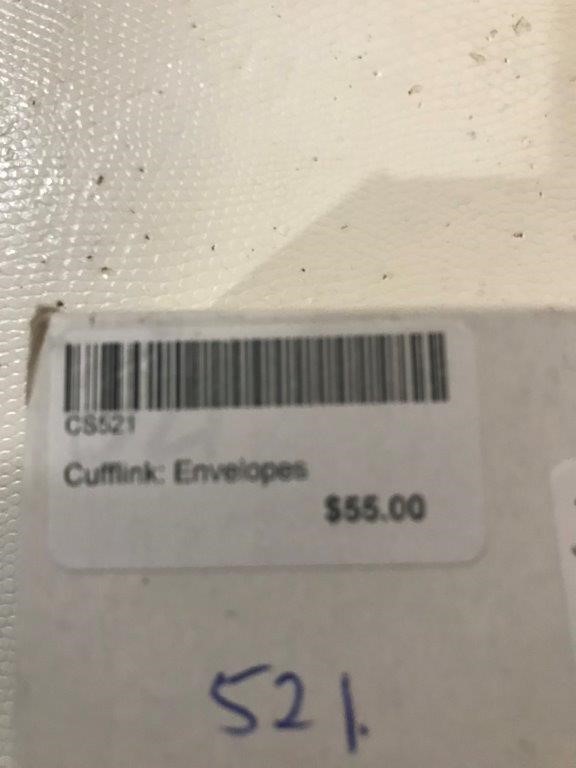 CS521
Cufflink: Envelopes
$55.00
521.